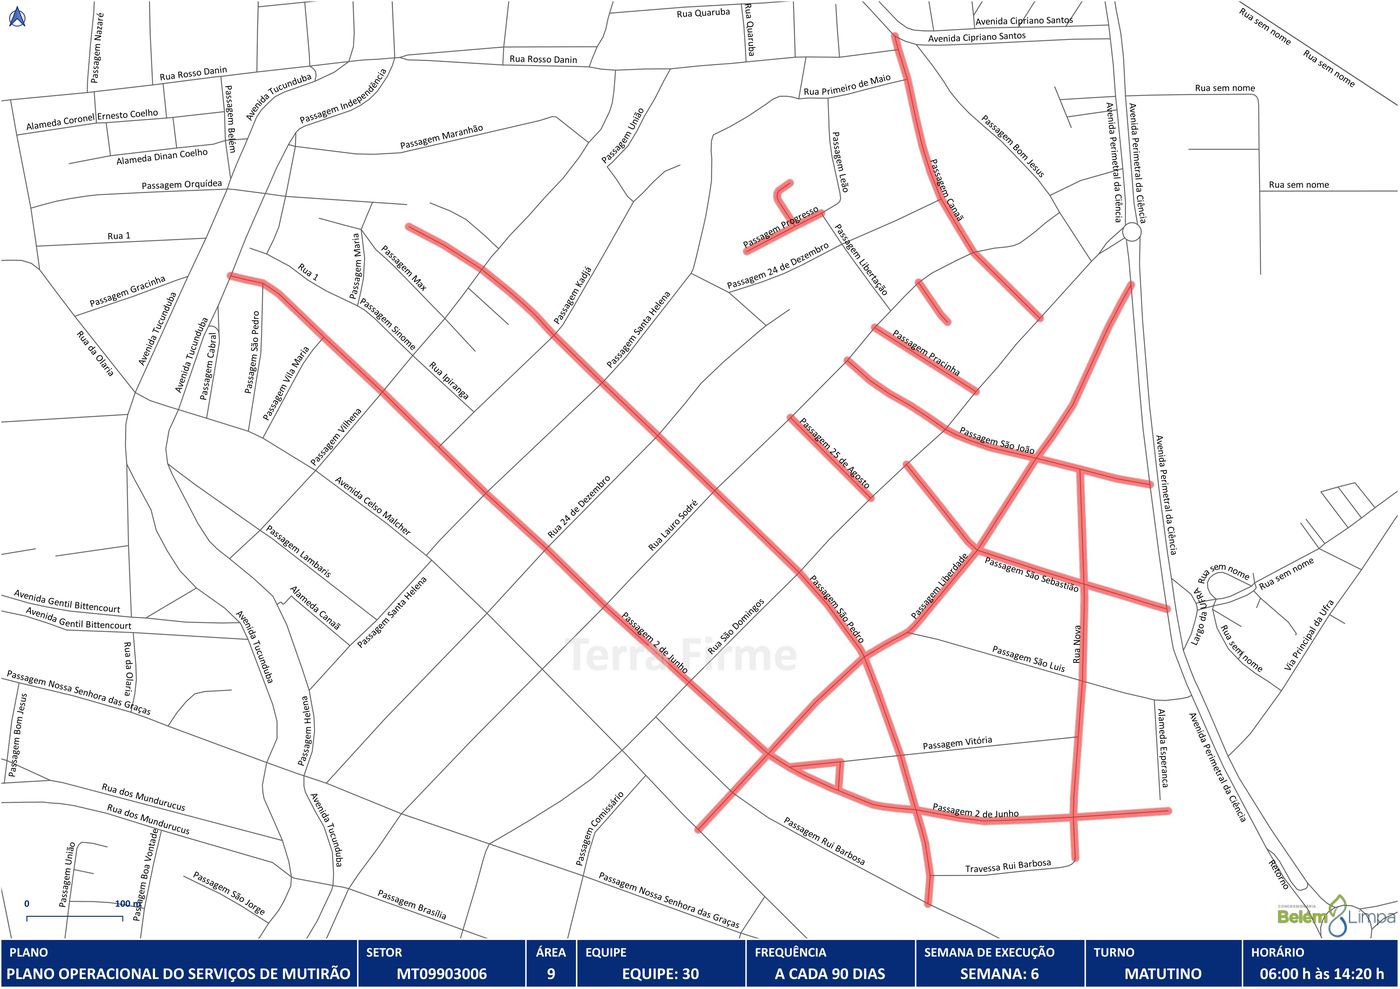 Passagem Nazaré
Rua Quaruba
Rua Quaruba
Avenida Cipriano Santos
Avenida Cipriano Santos
Rua sem nome
Rua sem nome
Rua Rosso Danin
Rua Rosso Danin
Avenida Tucunduba
Passagem Independência
Rua Primeiro de Maio
Rua sem nome
Alameda Coronel Ernesto Coelho
Passagem Belém
Passagem Maranhão
Passagem União
Passagem Leão
Passagem Bom Jesus
Avenida Perimetral da Ciência
Avenida Perimetral da Ciência
Alameda Dinan Coelho
Passagem Orquídea
Passagem Canaã
Rua sem nome
Rua 1
Passagem Progresso
Passagem Maria
Passagem Max
Passagem 24 de Dezembro
Passagem Libertação
Rua 1
Passagem Gracinha
Passagem Kadjá
Passagem Santa Helena
Avenida Tucunduba
Rua da Olaria
Avenida Tucunduba
Passagem Cabral
Passagem São Pedro
Passagem Vila Maria
Passagem Sinome
Rua Ipiranga
Passagem Pracinha
Passagem Vilhena
Passagem 25 de Agosto
Passagem São João
Avenida Perimetral da Ciência
Avenida Celso Malcher
Rua 24 de Dezembro
Rua Lauro Sodré
Passagem Lambaris
Passagem Liberdade
Passagem São Sebastião
Rua sem nome
Rua sem nome
Largo da UFRA
Rua sem nome
Via Principal da Ufra
Avenida Gentil Bittencourt
Avenida Gentil Bittencourt
Alameda Canaã
Passagem Santa Helena
Avenida Tucunduba
Passagem São Pedro
Passagem 2 de Junho
Rua São Domingos
Terra Firme
Rua Nova
Passagem São Luis
Rua da Olaria
Passagem Nossa Senhora das Graças
Passagem Bom Jesus
Passagem Helena
Passagem Vitória
Alameda Esperanca
Avenida Perimetral da Ciência
Rua dos Mundurucus
Rua dos Mundurucus
Avenida Tucunduba
Passagem Comissário
Passagem 2 de Junho
Passagem Rui Barbosa
Travessa Rui Barbosa
Retorno
Passagem União
Passagem Boa Vontade
Passagem São Jorge
Passagem Brasília
Passagem Nossa Senhora das Graças
0 100 m
CONCESSIONÁRIA
Belém Limpa
PLANO
PLANO OPERACIONAL DO SERVIÇOS DE MUTIRÃO
SETOR
MT09903006
ÁREA
9
EQUIPE
EQUIPE: 30
FREQUÊNCIA
A CADA 90 DIAS
SEMANA DE EXECUÇÃO
SEMANA: 6
TURNO
MATUTINO
HORÁRIO
06:00 h às 14:20 h